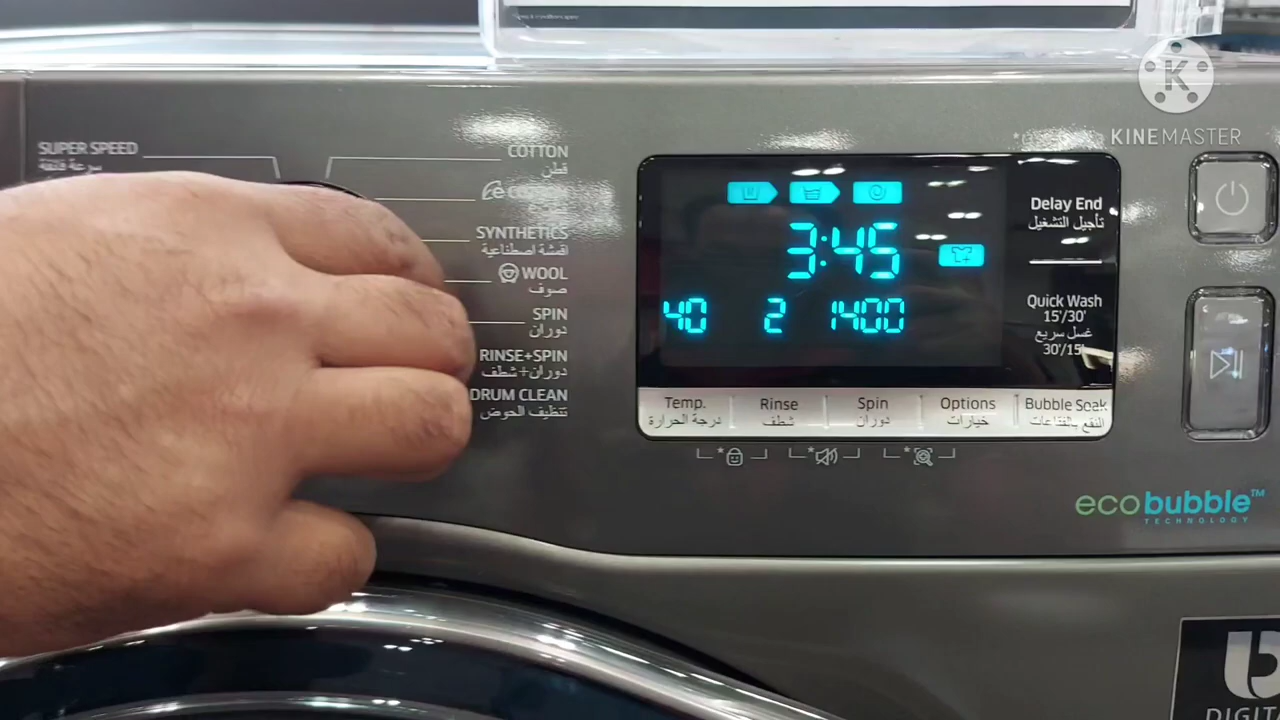 SUPER SPEED
سرعة فائقة
COTTON
قطن
SYNTHETICS
اقمشة اصطناعية
WOOL
صوف
SPIN
دوران
RINSE+SPIN
دوران+شطف
DRUM CLEAN
تنظيف الحوض
3:45
40 2 1400
Delay End
تأجيل التشغيل
Quick Wash
15'/30'
غسل سريع
30'/15'
Temp. Rinse Spin Options Bubble Soak
درجة الحرارة شطف دوران خيارات النقع بالفقاعات
KINEMASTER
K
ecobubble™
TECHNOLOGY